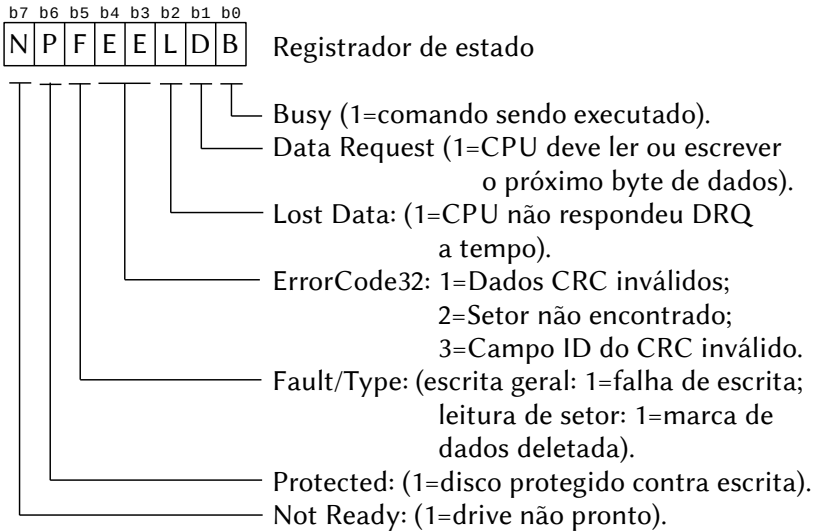 b7 b6 b5 b4 b3 b2 b1 b0
N P F E E L D B Registrador de estado
Busy (1=comando sendo executado).
Data Request (1=CPU deve ler ou escrever
o próximo byte de dados).
Lost Data: (1=CPU não respondeu DRQ
a tempo).
ErrorCode32: 1=Dados CRC inválidos;
2=Setor não encontrado;
3=Campo ID do CRC inválido.
Fault/Type: (escrita geral: 1=falha de escrita;
leitura de setor: 1=marca de
dados deletada).
Protected: (1=disco protegido contra escrita).
Not Ready: (1=drive não pronto).